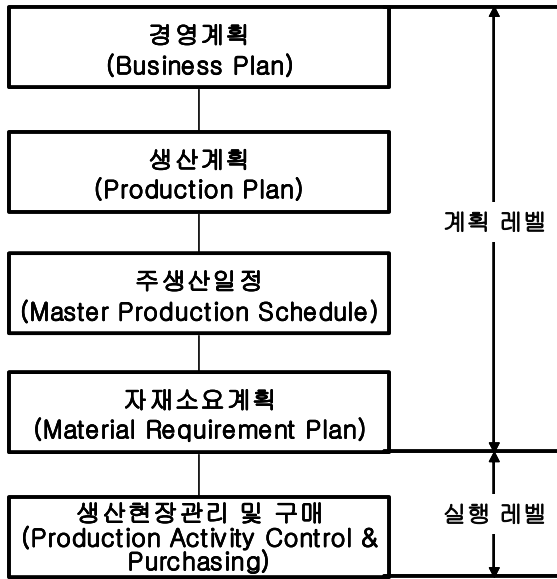 경영계획
(Business Plan)
생산계획
(Production Plan)
계획 레벨
주생산일정
(Master Production Schedule)
자재소요계획
(Material Requirement Plan)
생산현장관리 및 구매
(Production Activity Control &
Purchasing)
실행 레벨